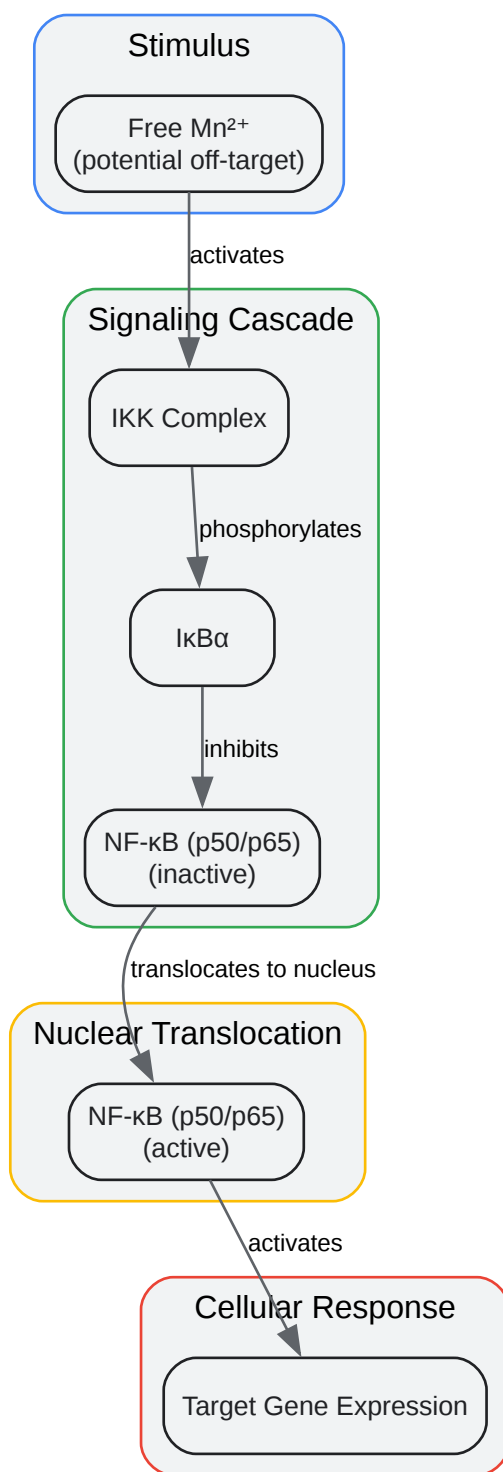 Stimulus
Free Mn²⁺
(potential off-target)
activates
Signaling Cascade
IKK Complex
phosphorylates
IκBα
inhibits
NF-κB (p50/p65)
(inactive)
translocates to nucleus
Nuclear Translocation
NF-κB (p50/p65)
(active)
activates
Cellular Response
Target Gene Expression